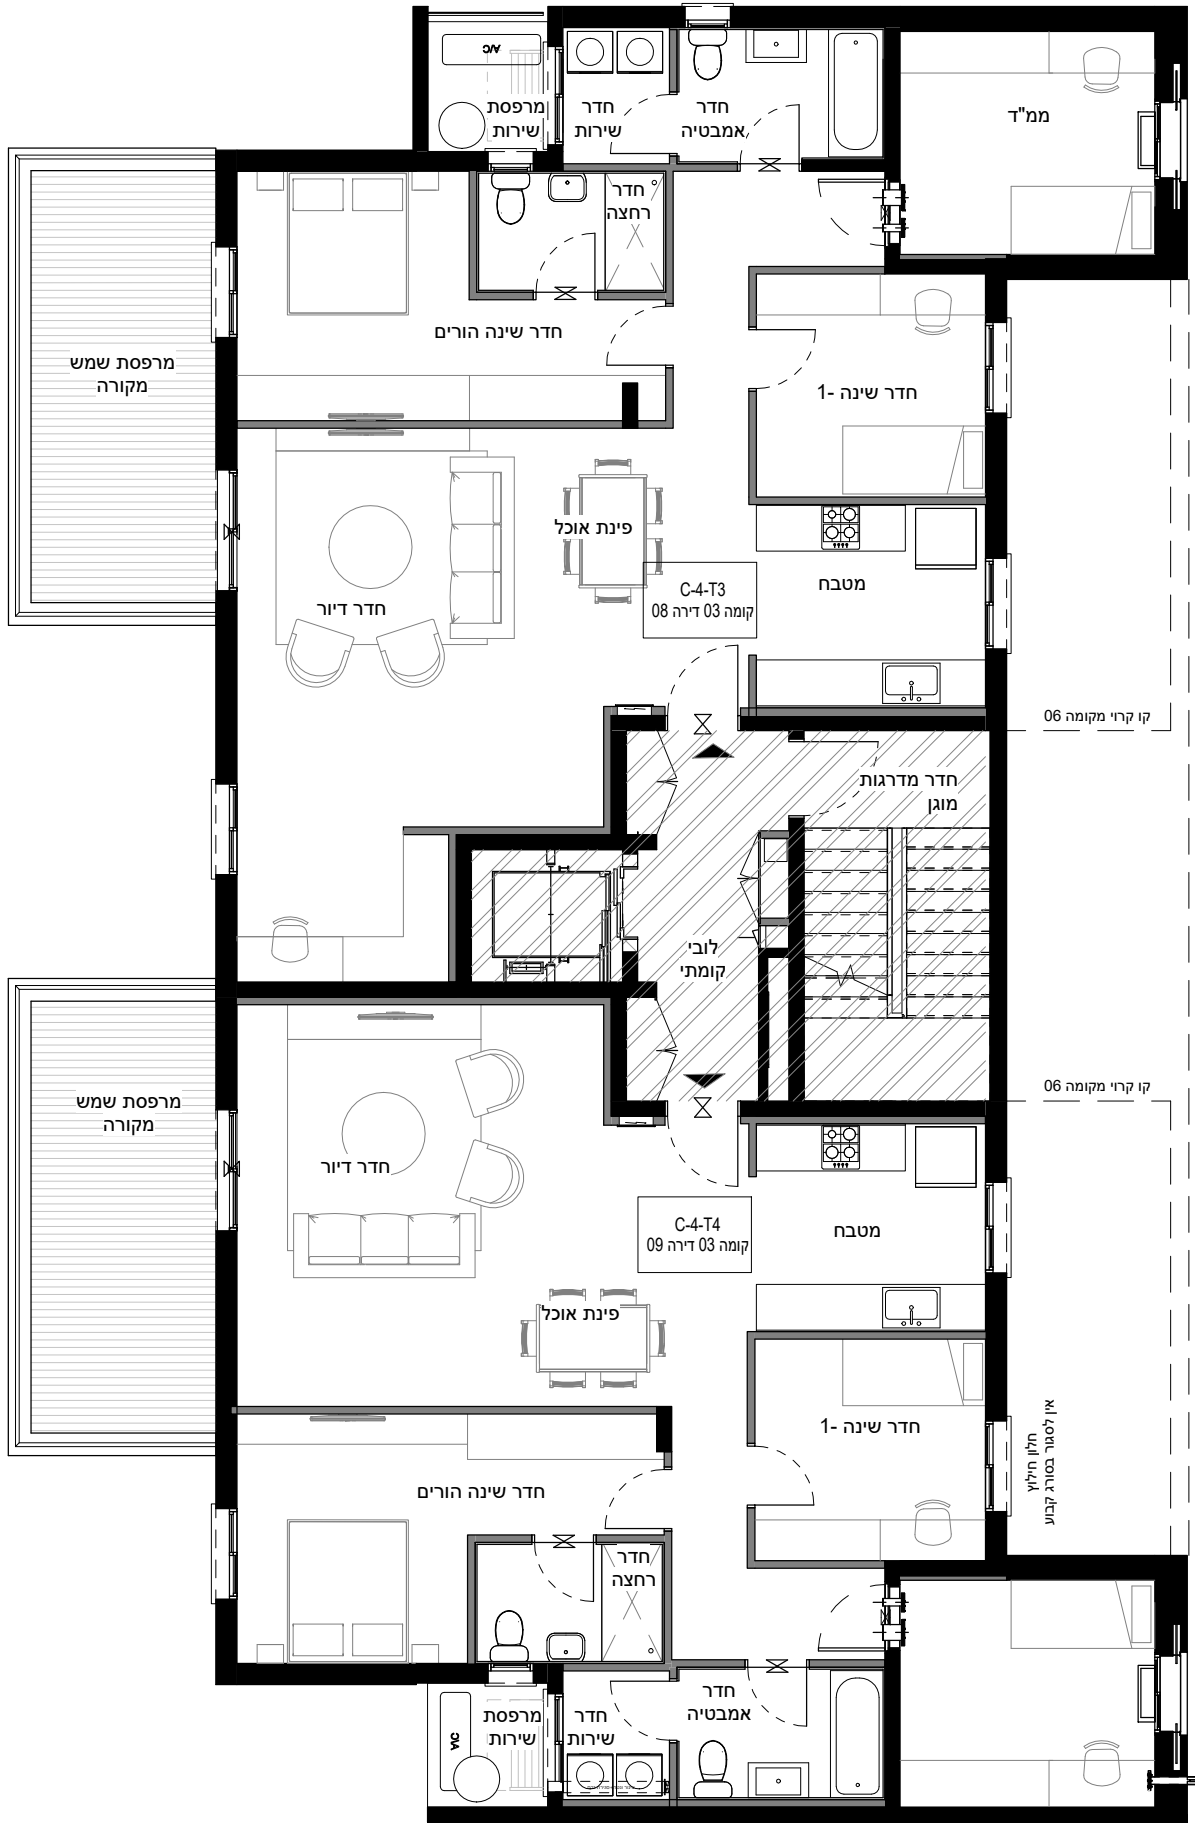 A/C
מרפסת
שירות
חדר
שירות
חדר
אמבטיה
ממ"ד
חדר
רחצה
חדר שינה הורים
מרפסת שמש
מקורה
חדר שינה -1
פינת אוכל
מטבח
C-4-T3
קומה 03 דירה 08
חדר דיור
קו קרוי מקומה 06
חדר מדרגות
מוגן
לובי
קומתי
קו קרוי מקומה 06
מרפסת שמש
מקורה
חדר דיור
C-4-T4
קומה 03 דירה 09
מטבח
פינת אוכל
חדר שינה -1
חלון חילוץ
אין לסגור בסורג קבוע
חדר שינה הורים
חדר
רחצה
חדר
אמבטיה
חדר
שירות
מרפסת
שירות
A/C